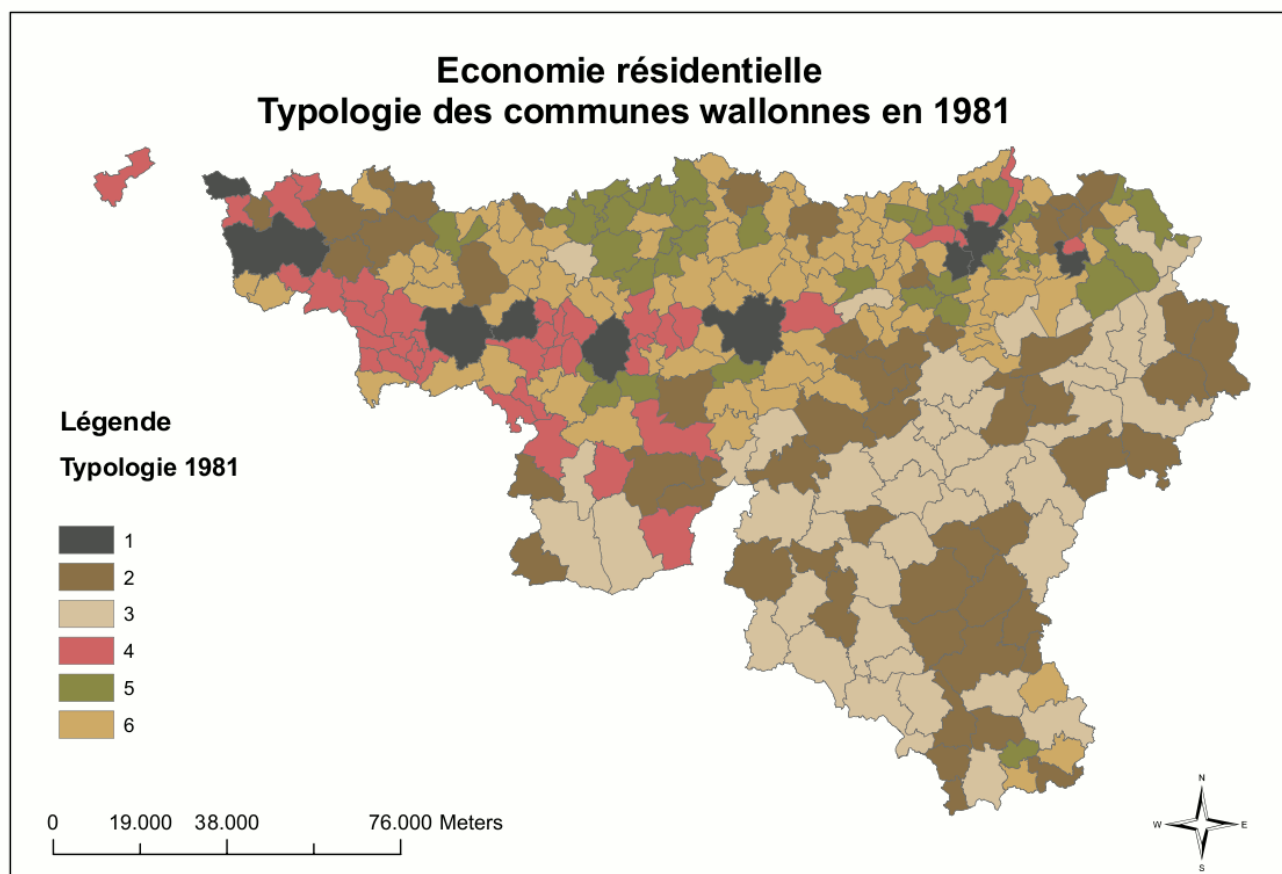 Economie résidentielle
Typologie des communes wallonnes en 1981
Légende
Typologie 1981
1
2
3
4
5
6
0 19.000 38.000 76.000 Meters
N
W E
S